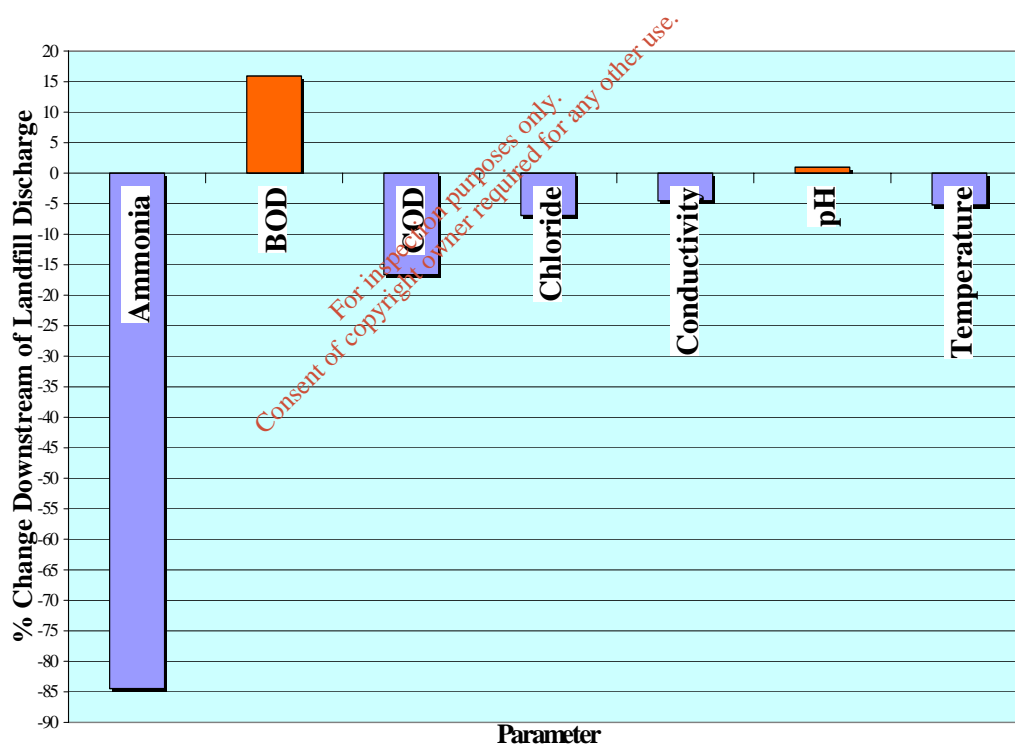 % Change Downstream of Landfill Discharge
20
15
10
5
0
-5
-10
-15
-20
-25
-30
-35
-40
-45
-50
-55
-60
-65
-70
-75
-80
-85
-90
Ammonia
BOD
COD
Chloride
Conductivity
pH
Temperature
Parameter
For inspection purposes only.
Consent of copyright owner required for any other use.